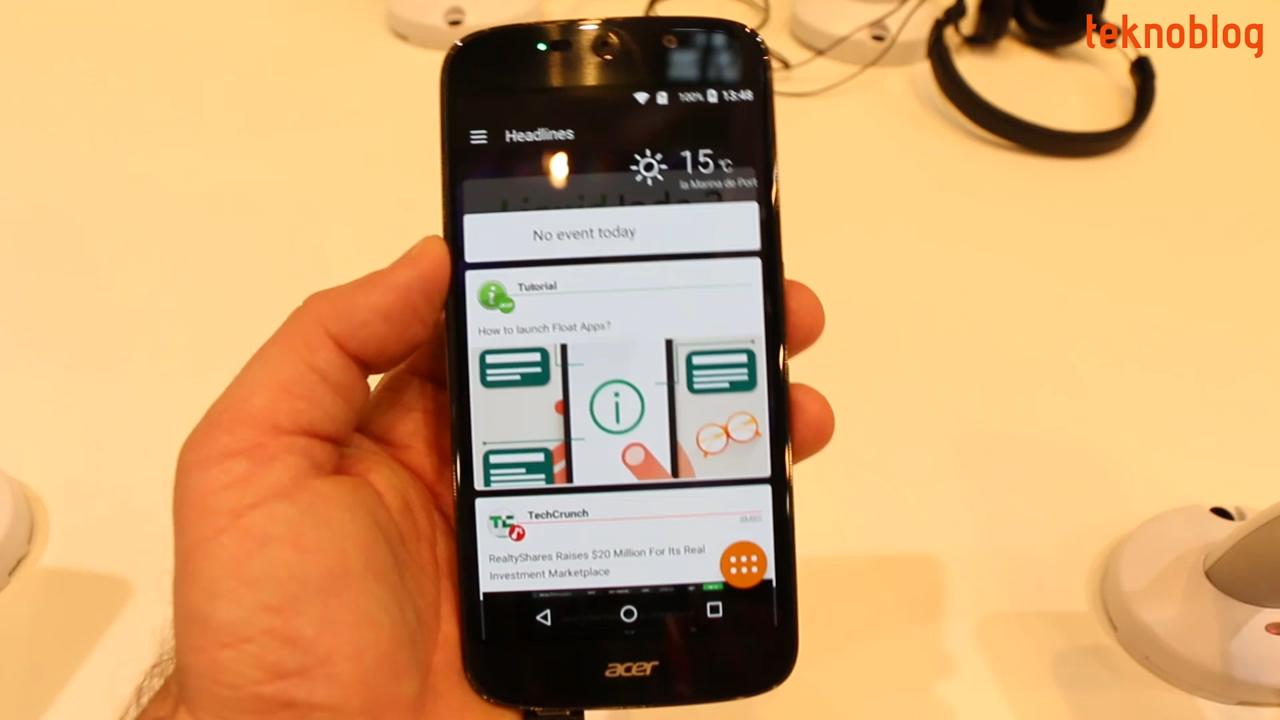 teknoblog
100% 13:48
Headlines
15°C
la Marina de Port
No event today
Tutorial
How to launch Float Apps?
TechCrunch
RealtyShares Raises $20 Million For Its Real
Investment Marketplace
acer